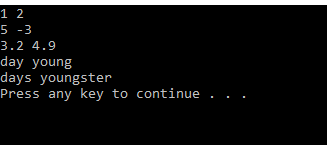 1 2
5 -3
3.2 4.9
day young
days youngster
Press any key to continue . . .